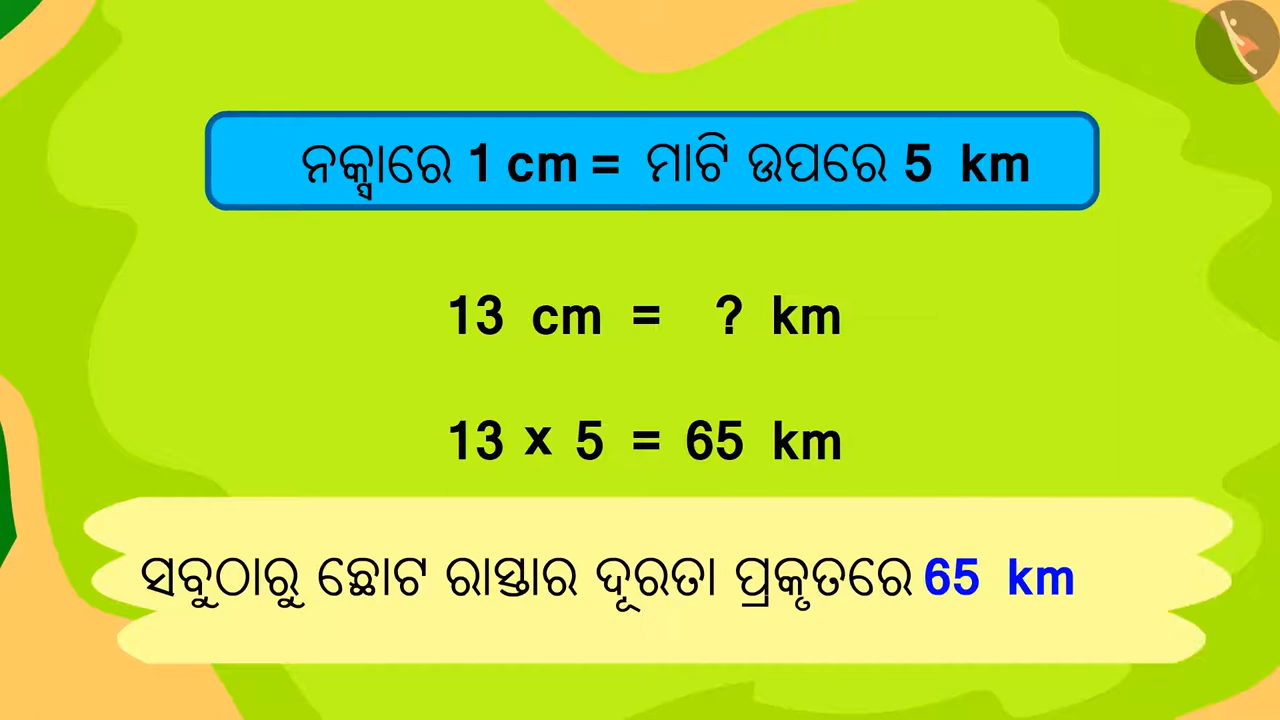 ନକ୍ସାରେ 1 cm = ମାଟି ଉପରେ 5 km
13 cm = ? km
13 x 5 = 65 km
ସବୁଠାରୁ ଛୋଟ ରାସ୍ତାର ଦୂରତା ପ୍ରକୃତରେ 65 km